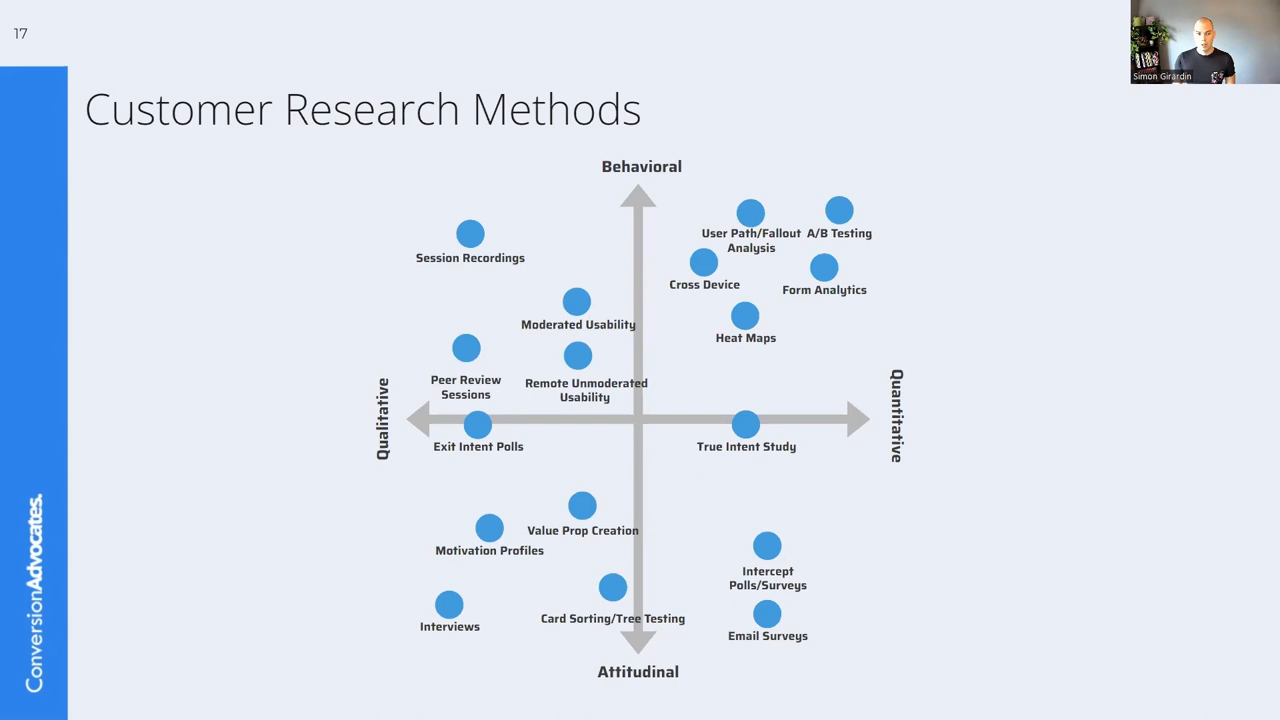 17
Simon Girardin
Customer Research Methods
Behavioral
User Path/Fallout
Analysis
A/B Testing
Session Recordings
Cross Device
Form Analytics
Moderated Usability
Heat Maps
Peer Review
Sessions
Remote Unmoderated
Usability
Qualitative
Quantitative
Exit Intent Polls
True Intent Study
Value Prop Creation
Motivation Profiles
Intercept
Polls/Surveys
Card Sorting/Tree Testing
Interviews
Email Surveys
Attitudinal
ConversionAdvocates.